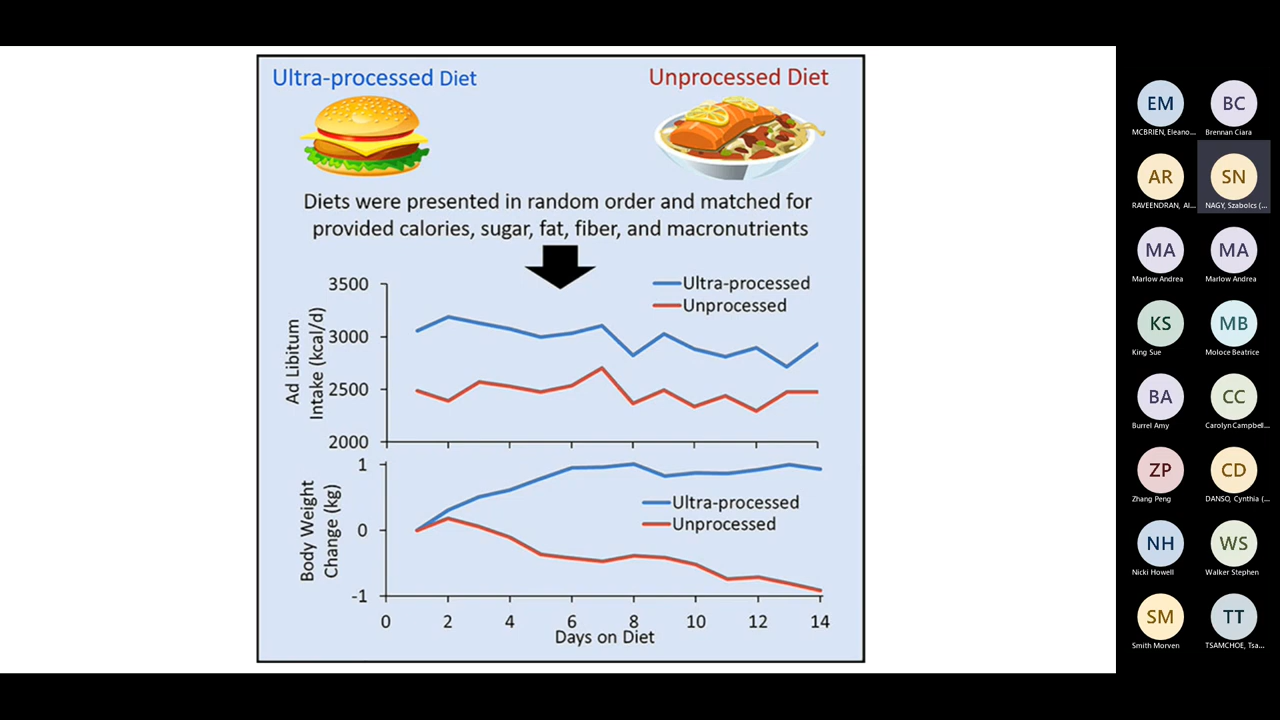 Ultra-processed Diet
Unprocessed Diet
Diets were presented in random order and matched for
provided calories, sugar, fat, fiber, and macronutrients
Ultra-processed
Unprocessed
Ad Libitum
Intake (kcal/d)
3500
3000
2500
2000
Ultra-processed
Unprocessed
Body Weight
Change (kg)
1
0
-1
0 2 4 6 8 10 12 14
Days on Diet
EM BC
MCBRIEN, Eleano... Brennan Ciara
AR SN
RAVEENDRAN, Al... NAGY, Szabolcs (...
MA MA
Marlow Andrea Marlow Andrea
KS MB
King Sue Moloce Beatrice
BA CC
Burrel Amy Carolyn Campbel...
ZP CD
Zhang Peng DANSO, Cynthia (...
NH WS
Nicki Howell Walker Stephen
SM TT
Smith Morven TSAMCHOE, Tsa...